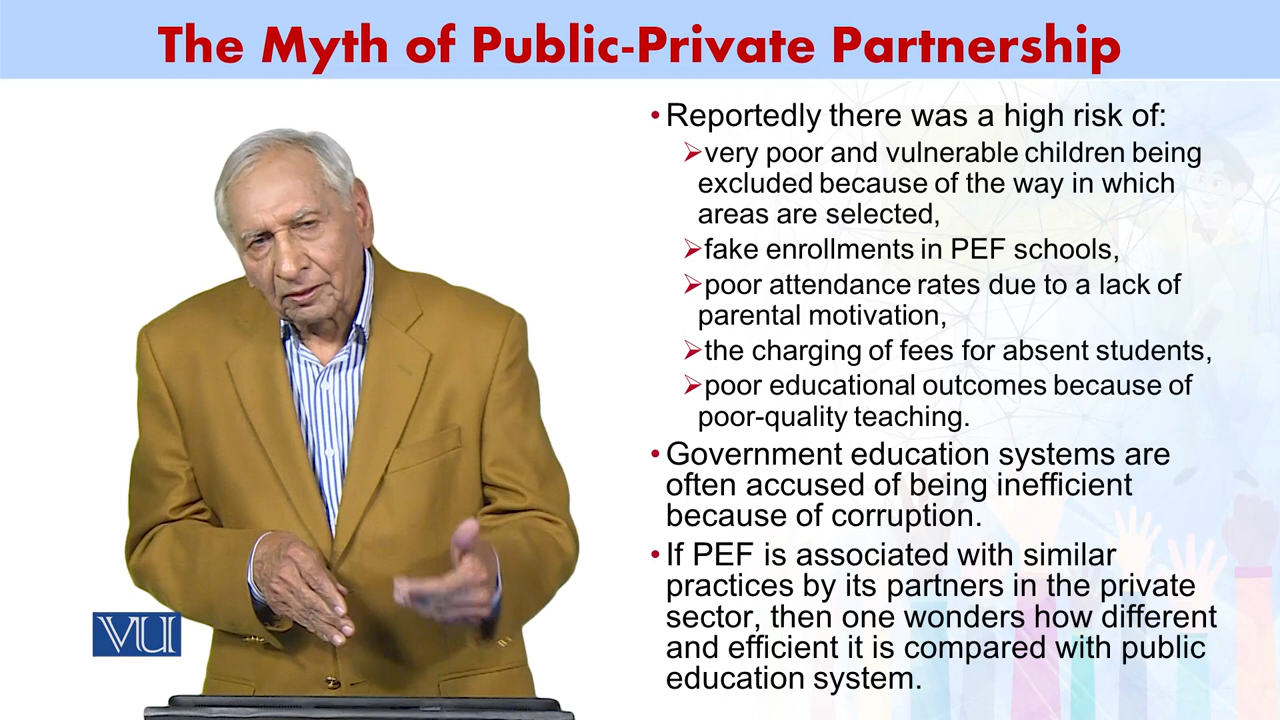 The Myth of Public-Private Partnership
•Reportedly there was a high risk of:
➢very poor and vulnerable children being
excluded because of the way in which
areas are selected,
➢fake enrollments in PEF schools,
➢poor attendance rates due to a lack of
parental motivation,
➢the charging of fees for absent students,
➢poor educational outcomes because of
poor-quality teaching.
•Government education systems are
often accused of being inefficient
because of corruption.
•If PEF is associated with similar
practices by its partners in the private
sector, then one wonders how different
and efficient it is compared with public
education system.
VU